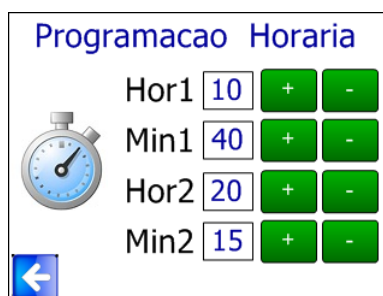 Programacao Horaria
Hor1 10 + -
Min1 40 + -
Hor2 20 + -
Min2 15 + -